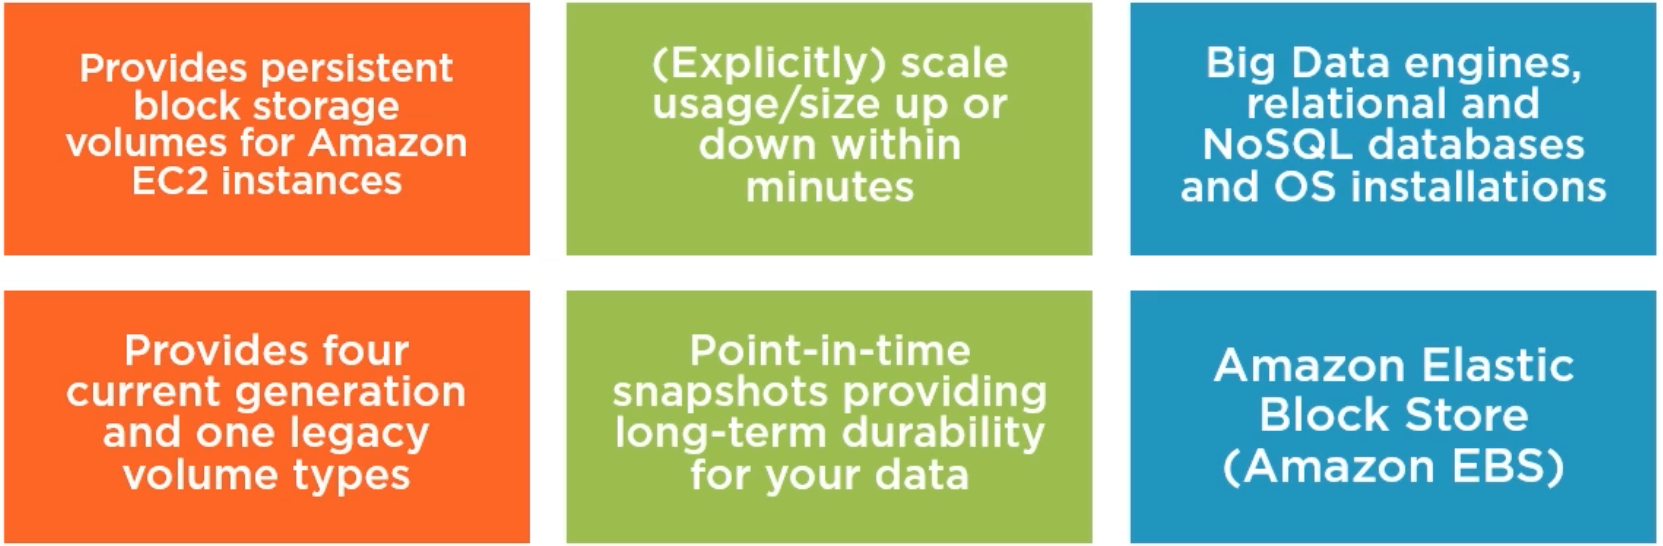 Provides persistent
block storage
volumes for Amazon
EC2 instances
(Explicitly) scale
usage/size up or
down within
minutes
Big Data engines,
relational and
NoSQL databases
and OS installations
Provides four
current generation
and one legacy
volume types
Point-in-time
snapshots providing
long-term durability
for your data
Amazon Elastic
Block Store
(Amazon EBS)